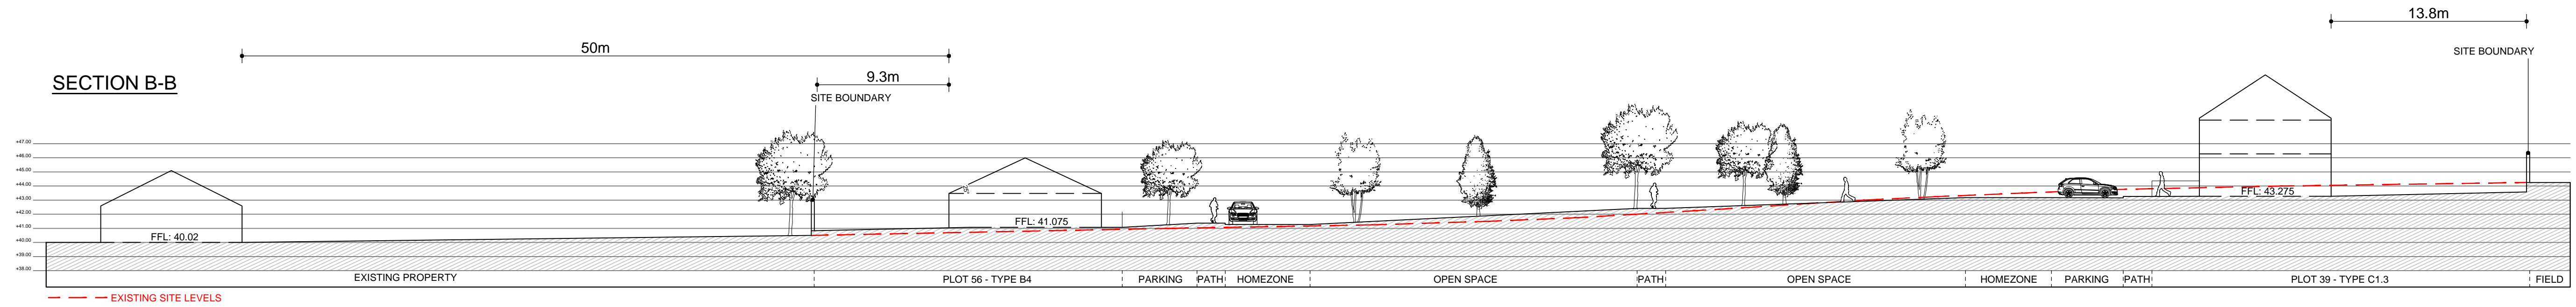 13.8m
50m
SITE BOUNDARY
SECTION B-B
9.3m
SITE BOUNDARY
+47.00
+46.00
+45.00
+44.00
+43.00
+42.00
+41.00
+40.00
+39.00
+38.00
FFL: 40.02
FFL: 41.075
FFL: 43.275
EXISTING PROPERTY
PLOT 56 - TYPE B4
PARKING
PATH
HOMEZONE
OPEN SPACE
PATH
OPEN SPACE
HOMEZONE
PARKING
PATH
PLOT 39 - TYPE C1.3
FIELD
EXISTING SITE LEVELS